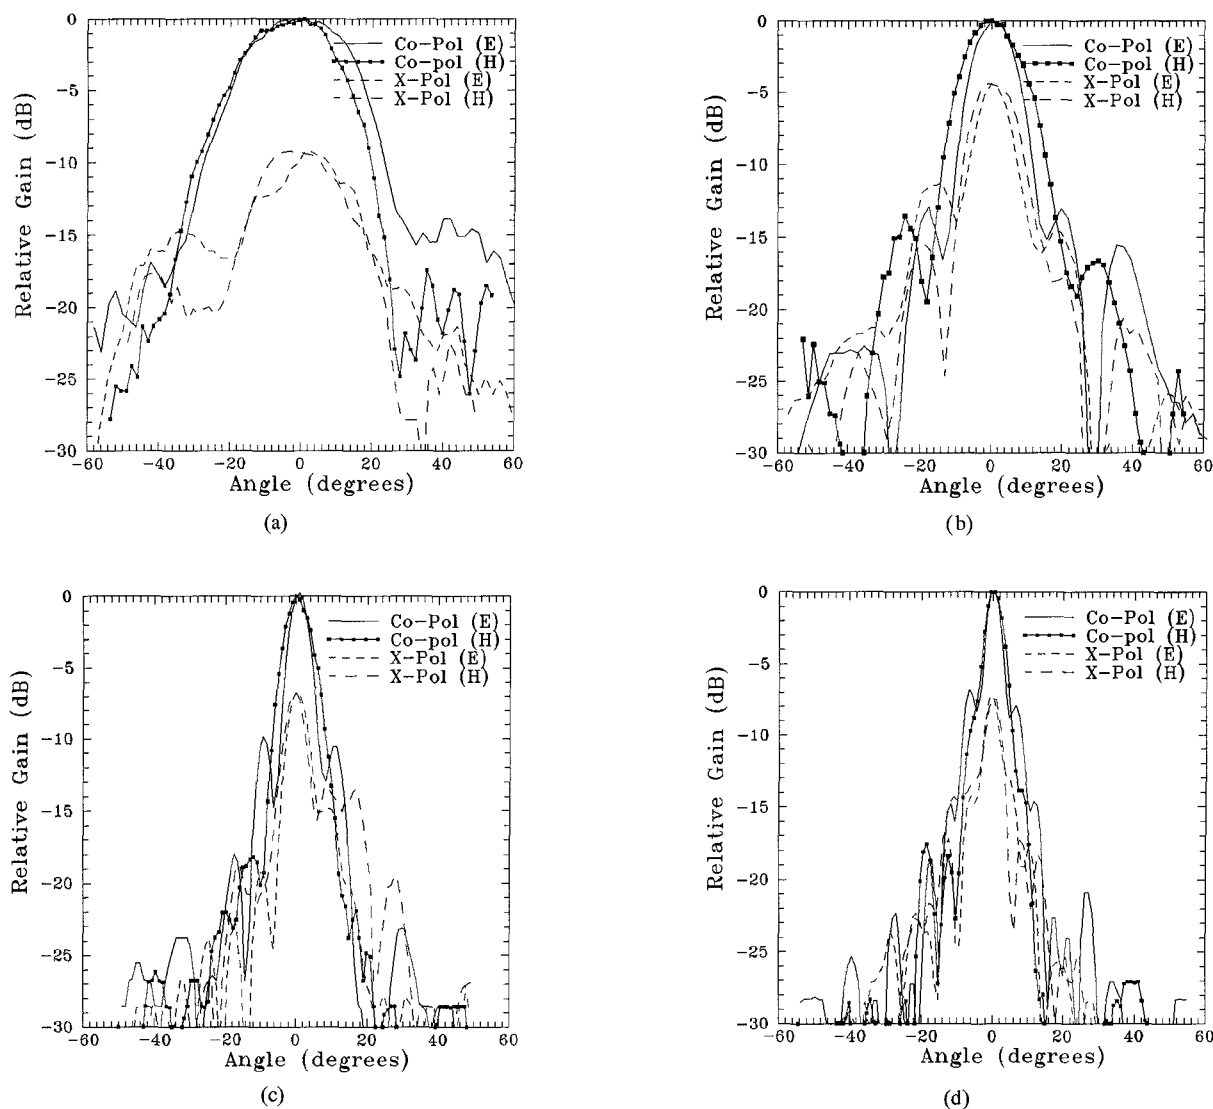 0
-5
-10
-15
-20
-25
-30
Relative Gain (dB)
Co-Pol (E)
Co-pol (H)
X-Pol (E)
X-Pol (H)
-60 -40 -20 0 20 40 60
Angle (degrees)
(a)
0
-5
-10
-15
-20
-25
-30
Relative Gain (dB)
Co-Pol (E)
Co-pol (H)
X-Pol (E)
X-Pol (H)
-60 -40 -20 0 20 40 60
Angle (degrees)
(b)
0
-5
-10
-15
-20
-25
-30
Relative Gain (dB)
Co-Pol (E)
Co-pol (H)
X-Pol (E)
X-Pol (H)
-60 -40 -20 0 20 40 60
Angle (degrees)
(c)
0
-5
-10
-15
-20
-25
-30
Relative Gain (dB)
Co-Pol (E)
Co-pol (H)
X-Pol (E)
X-Pol (H)
-60 -40 -20 0 20 40 60
Angle (degrees)
(d)